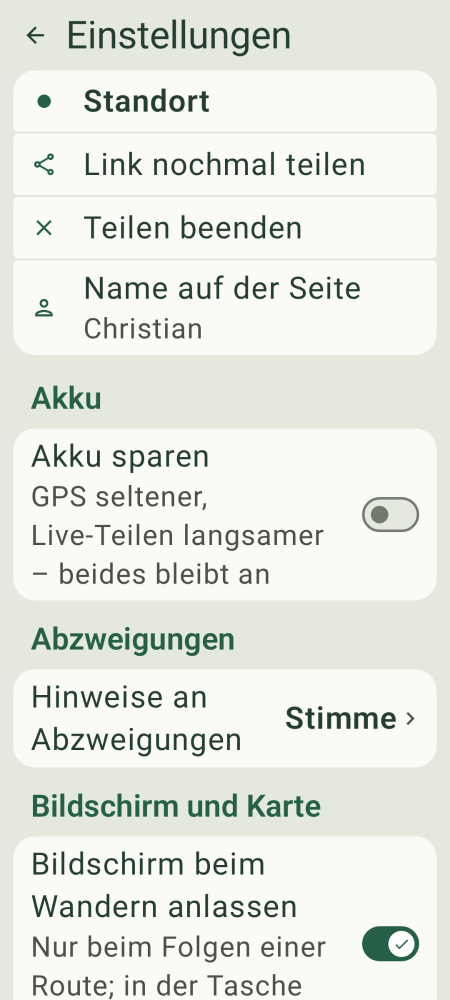 Einstellungen
Standort
Link nochmal teilen
Teilen beenden
Name auf der Seite
Christian
Akku
Akku sparen
GPS seltener,
Live-Teilen langsamer
– beides bleibt an
Abzweigungen
Hinweise an
Abzweigungen
Stimme
Bildschirm und Karte
Bildschirm beim
Wandern anlassen
Nur beim Folgen einer
Route; in der Tasche